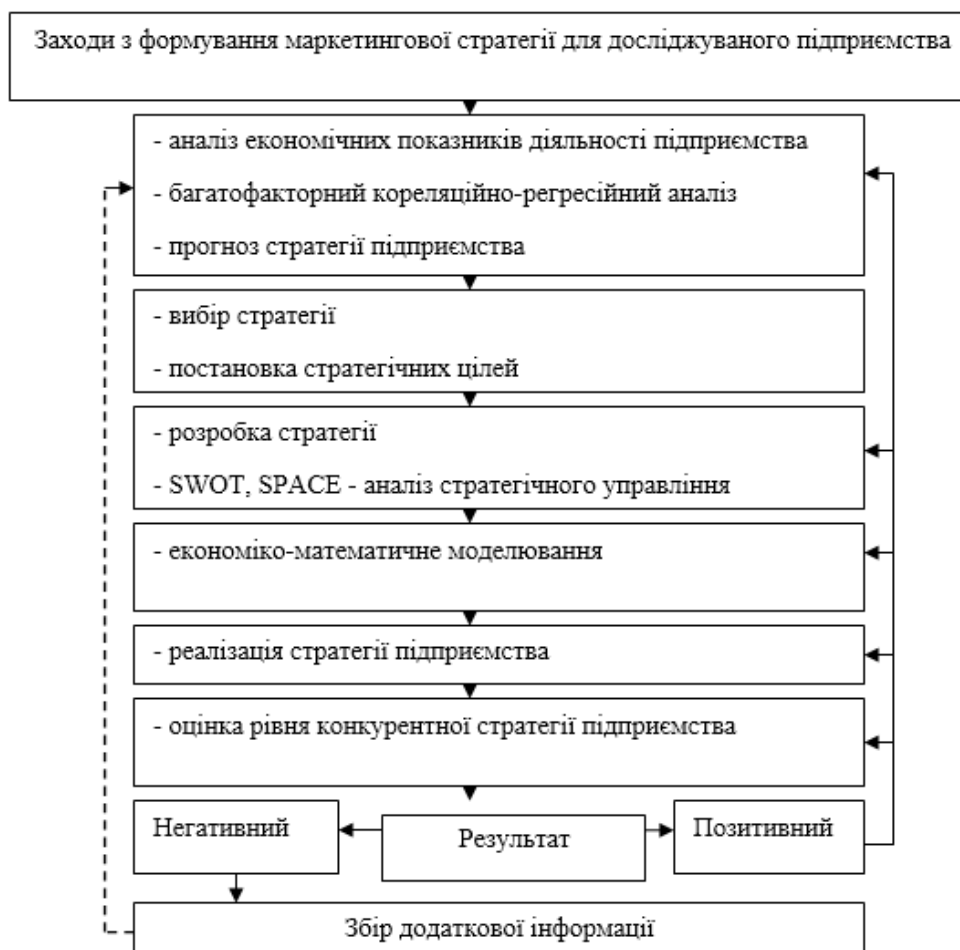 Заходи з формування маркетингової стратегії для досліджуваного підприємства
- аналіз економічних показників діяльності підприємства
- багатофакторний кореляційно-регресійний аналіз
- прогноз стратегії підприємства
- вибір стратегії
- постановка стратегічних цілей
- розробка стратегії
- SWOT, SPACE - аналіз стратегічного управління
- економіко-математичне моделювання
- реалізація стратегії підприємства
- оцінка рівня конкурентної стратегії підприємства
Негативний
Результат
Позитивний
Збір додаткової інформації